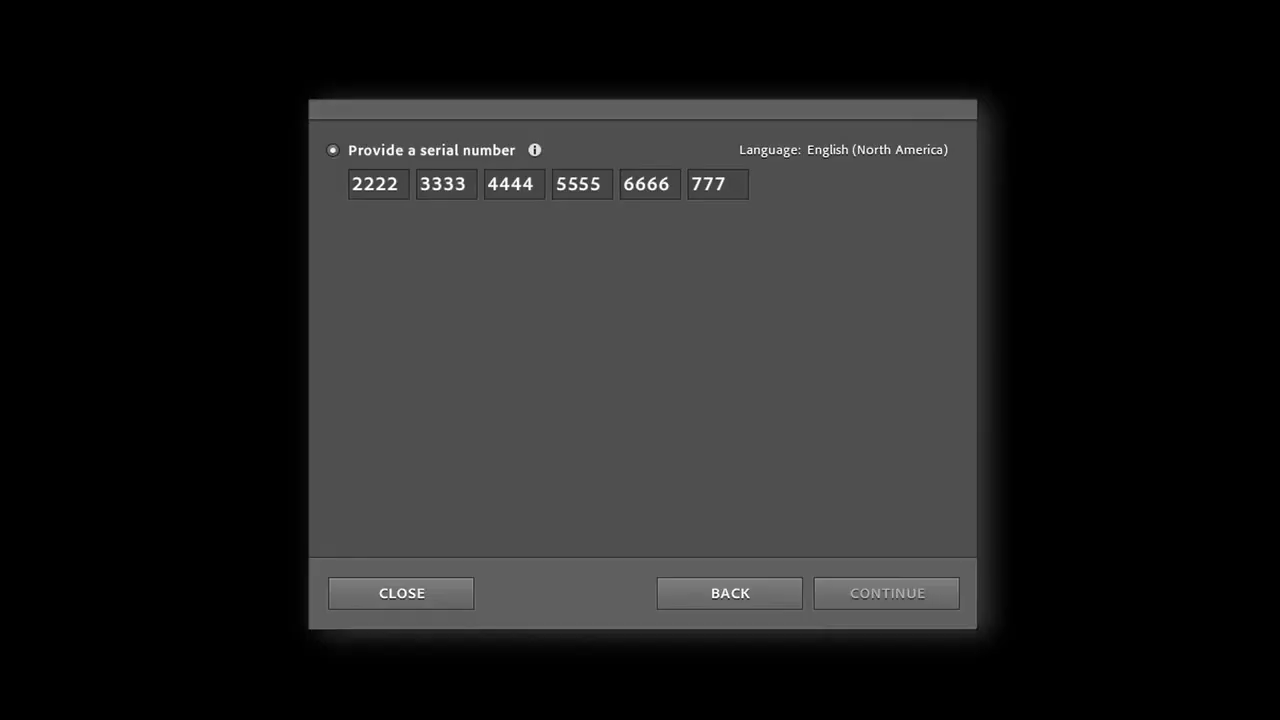 Provide a serial number
Language: English (North America)
2222 3333 4444 5555 6666 777
CLOSE BACK CONTINUE